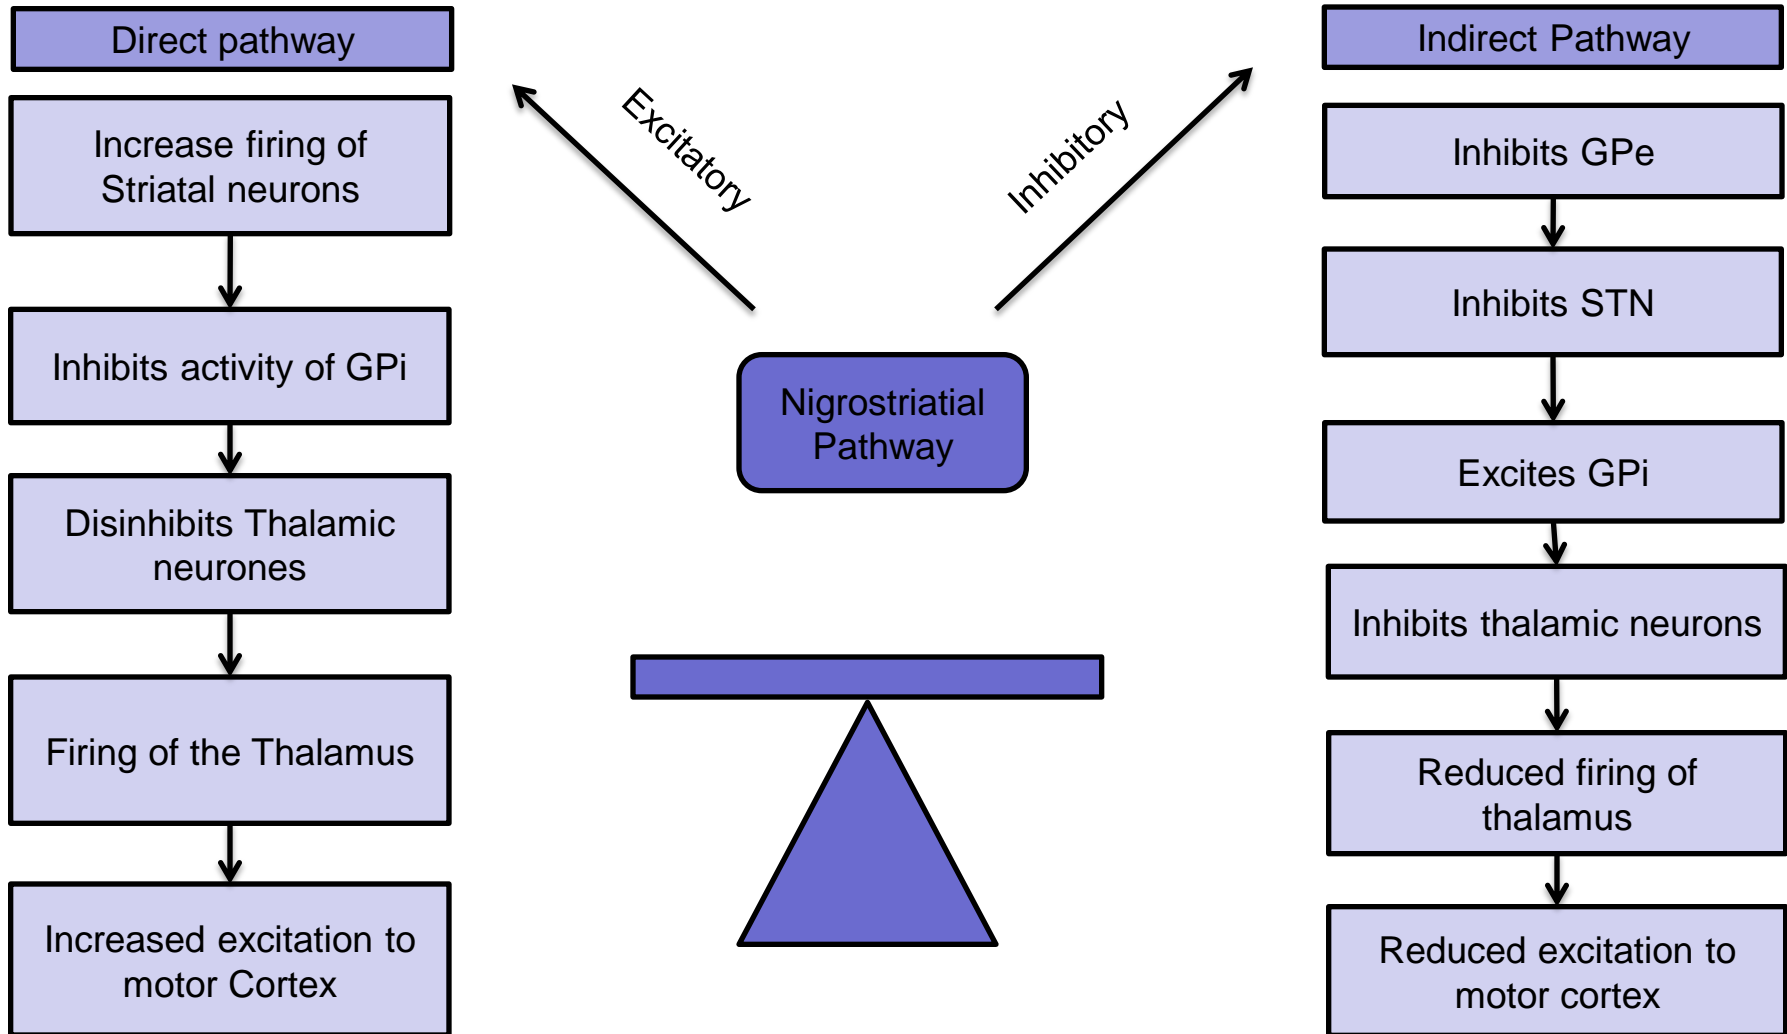 Direct pathway
Increase firing of
Striatal neurons
Inhibits activity of GPi
Disinhibits Thalamic
neurones
Firing of the Thalamus
Increased excitation to
motor Cortex
Excitatory
Inhibitory
Nigrostriatial
Pathway
Indirect Pathway
Inhibits GPe
Inhibits STN
Excites GPi
Inhibits thalamic neurons
Reduced firing of
thalamus
Reduced excitation to
motor cortex